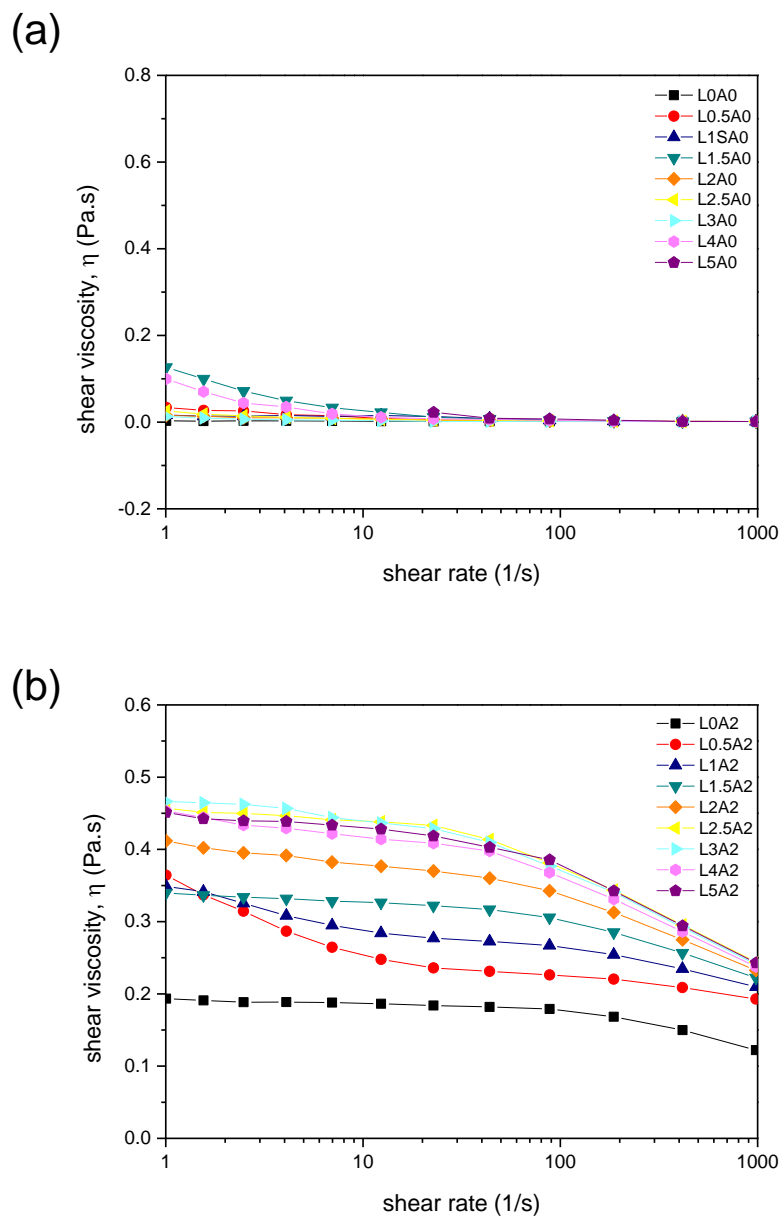 (a)
0.8
0.6
0.4
0.2
0.0
-0.2
shear viscosity, η (Pa.s)
L0A0
L0.5A0
L1SA0
L1.5A0
L2A0
L2.5A0
L3A0
L4A0
L5A0
1 10 100 1000
shear rate (1/s)
(b)
0.6
0.5
0.4
0.3
0.2
0.1
0.0
shear viscosity, η (Pa.s)
L0A2
L0.5A2
L1A2
L1.5A2
L2A2
L2.5A2
L3A2
L4A2
L5A2
1 10 100 1000
shear rate (1/s)